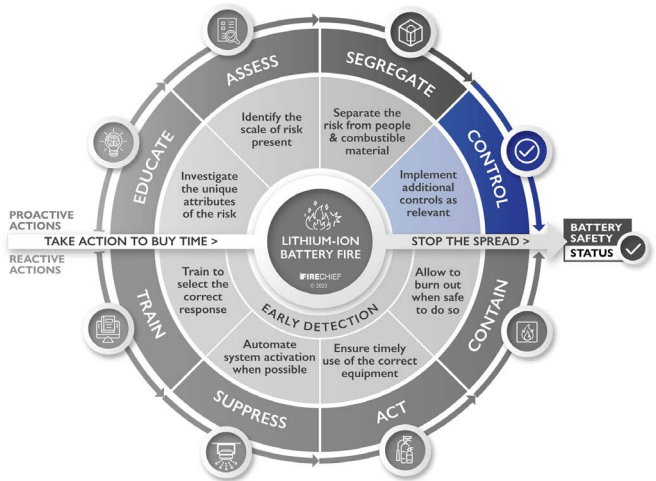 ASSESS
SEGREGATE
EDUCATE
CONTROL
Identify the
scale of risk
present
Separate the
risk from people
& combustible
material
Investigate
the unique
attributes
of the risk
Implement
additional
controls as
relevant
PROACTIVE
ACTIONS
TAKE ACTION TO BUY TIME >
REACTIVE
ACTIONS
LITHIUM-ION
BATTERY FIRE
FIRECHIEF
© 2023
STOP THE SPREAD >
BATTERY
SAFETY
STATUS
EARLY DETECTION
Train to
select the
correct
response
Allow to
burn out
when safe
to do so
Automate
system activation
when possible
Ensure timely
use of the correct
equipment
TRAIN
CONTAIN
SUPPRESS
ACT